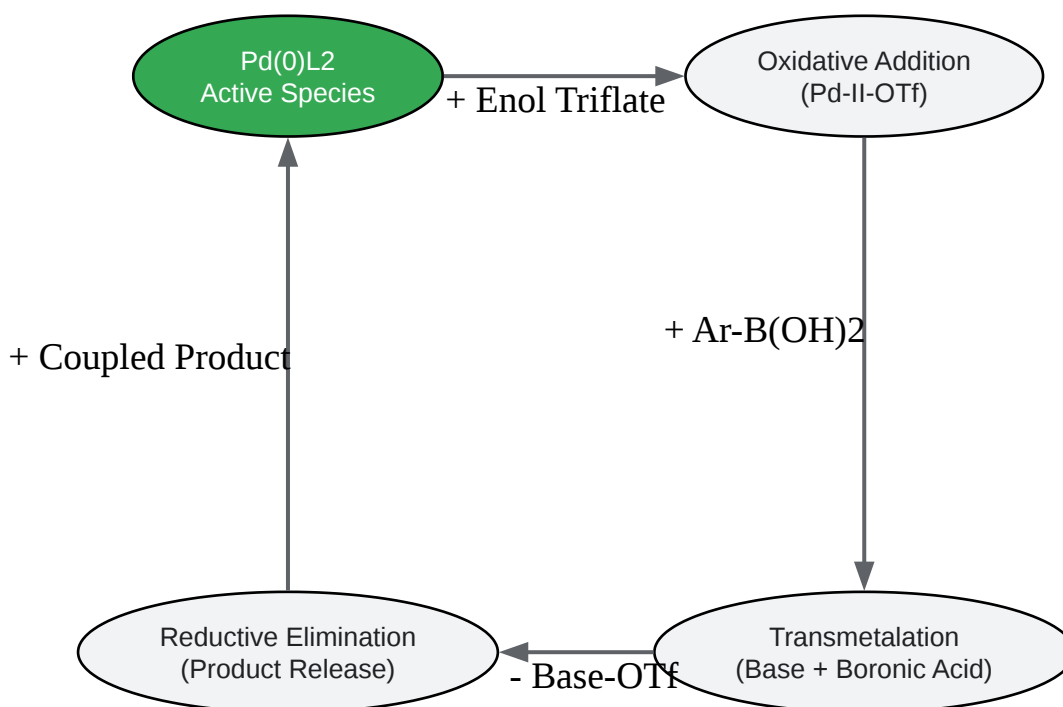 Pd(0)L2
Active Species
Oxidative Addition
(Pd-II-OTf)
+ Enol Triflate
+ Ar-B(OH)2
+ Coupled Product
Reductive Elimination
(Product Release)
Transmetalation
(Base + Boronic Acid)
- Base-OTf